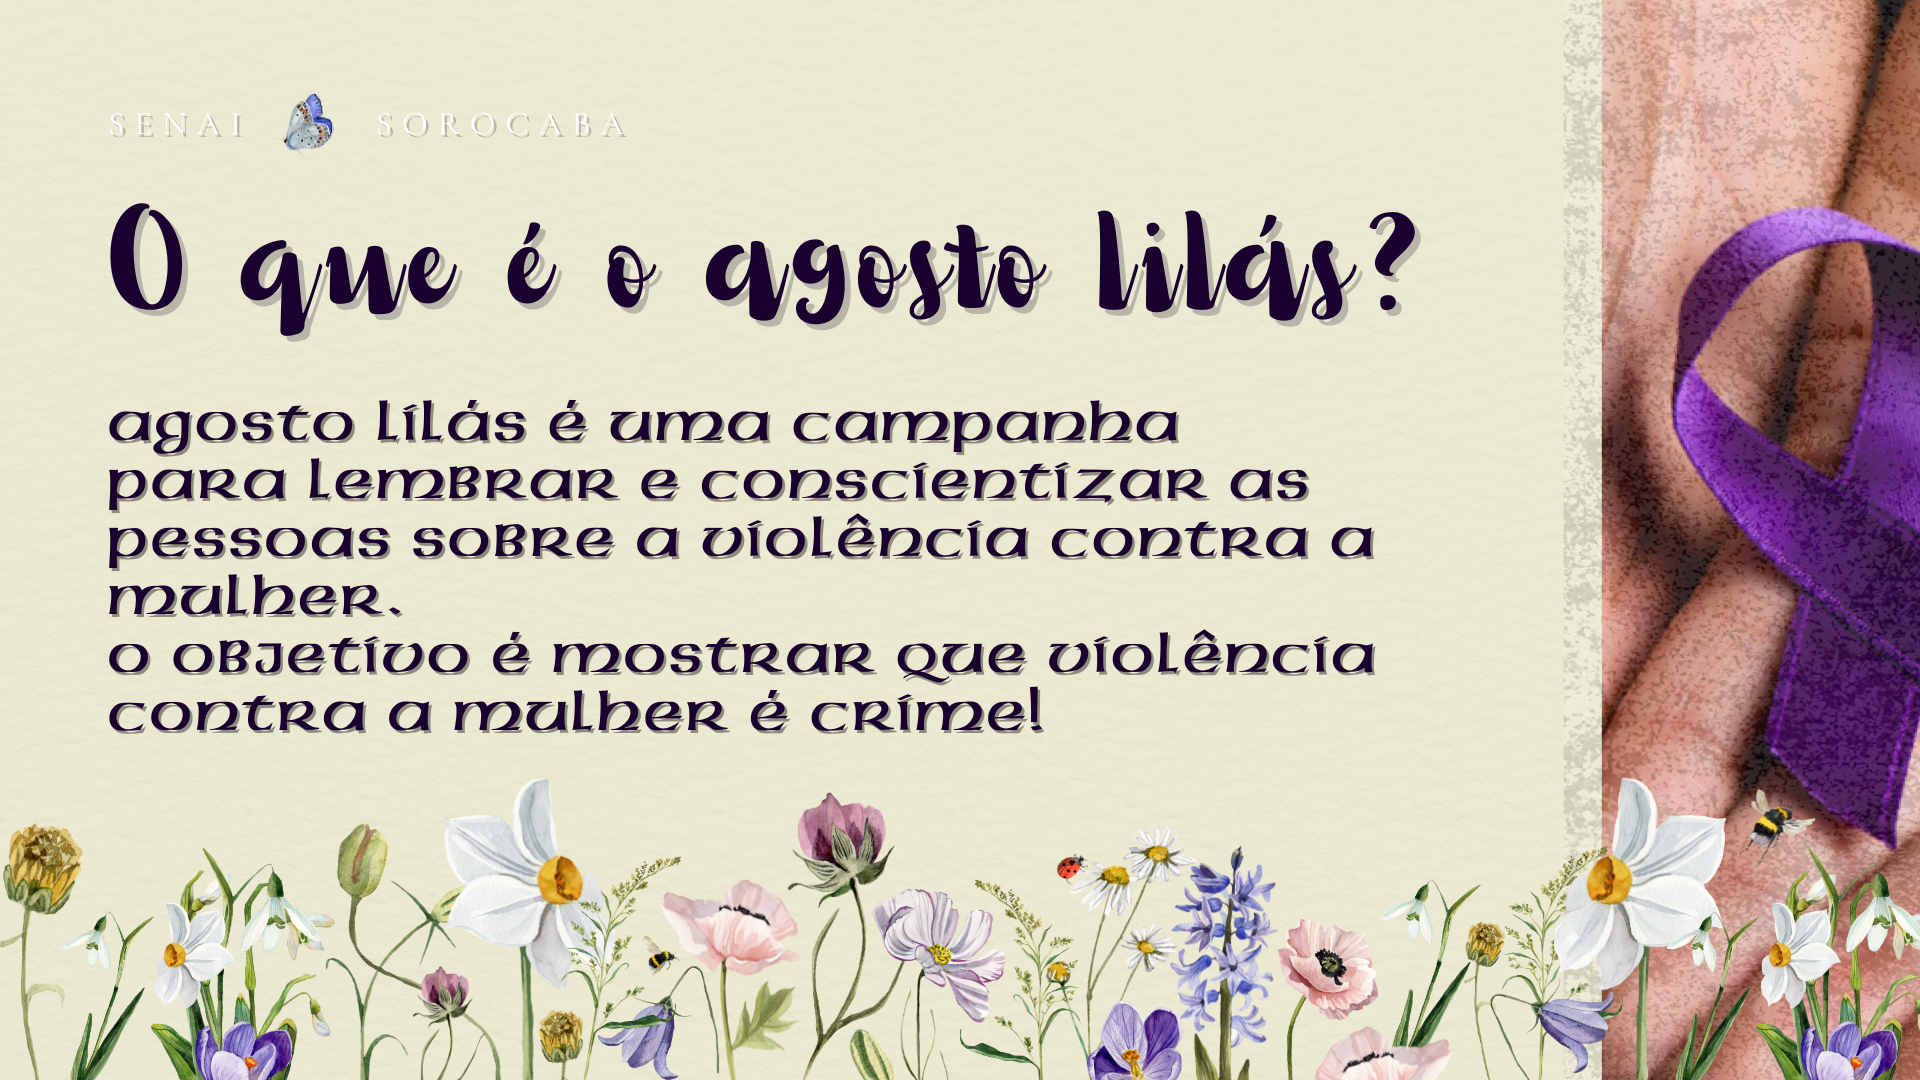 SENAI SOROCABA
O que é o agosto lilás?
agosto lilás é uma campanha
para lembrar e conscientizar as
pessoas sobre a violência contra a
mulher.
o objetivo é mostrar que violência
contra a mulher é crime!